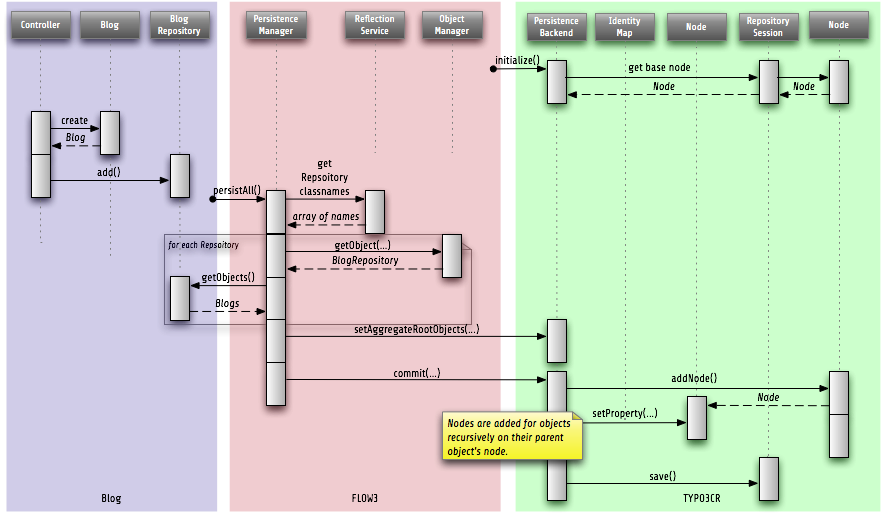 Controller
Blog
Blog
Repository
Persistence
Manager
Reflection
Service
Object
Manager
Persistence
Backend
Identity
Map
Node
Repository
Session
Node
initialize()
get base node
Node
Node
create
Blog
add()
persistAll()
get
Repsoitory
classnames
array of names
for each Repsoitory
getObject(...)
BlogRepository
getObjects()
Blogs
setAggregateRootObjects(...)
commit(...)
addNode()
Node
setProperty(...)
Nodes are added for objects
recursively on their parent
object's node.
save()
Blog
FLOW3
TYPO3CR